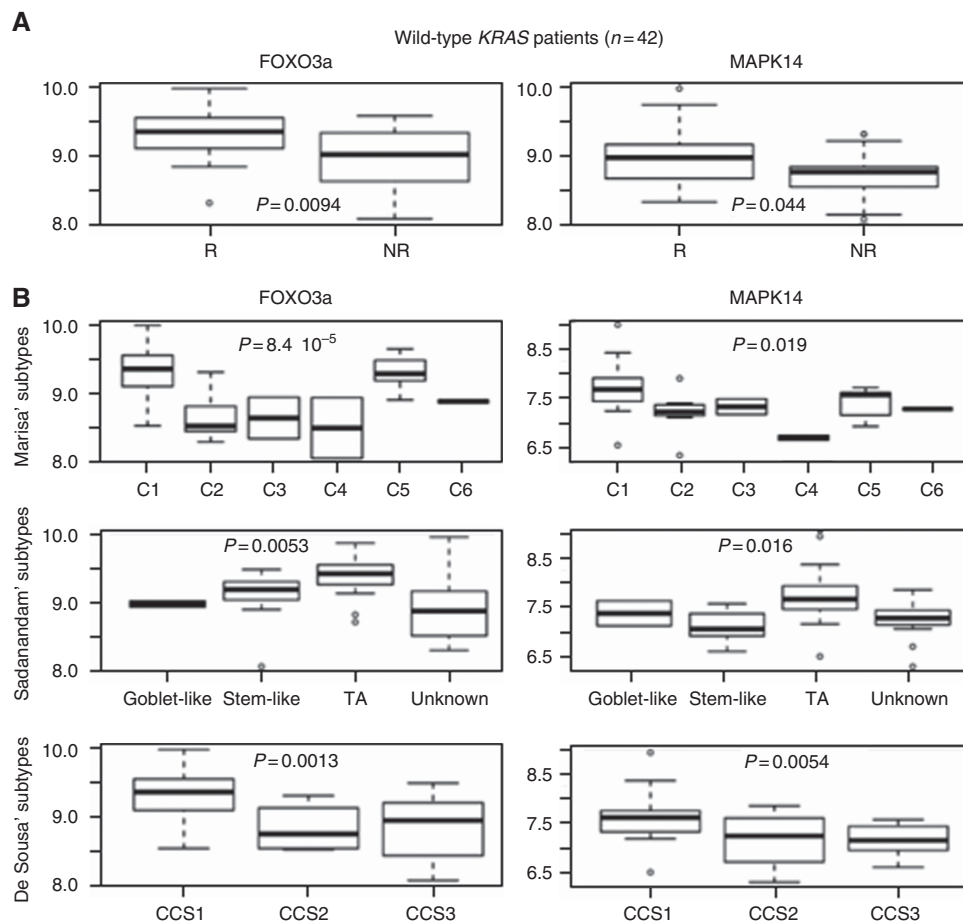 A
Wild-type KRAS patients (n=42)
FOXO3a
MAPK14
10.0
9.0
8.0
P=0.0094
R
NR
10.0
9.0
8.0
P=0.044
R
NR
B
FOXO3a
MAPK14
Marisa' subtypes
10.0
9.0
8.0
P=8.4 10−5
C1
C2
C3
C4
C5
C6
8.5
7.5
6.5
P=0.019
C1
C2
C3
C4
C5
C6
Sadanandam' subtypes
10.0
9.0
8.0
P=0.0053
Goblet-like
Stem-like
TA
Unknown
8.5
7.5
6.5
P=0.016
Goblet-like
Stem-like
TA
Unknown
De Sousa' subtypes
10.0
9.0
8.0
P=0.0013
CCS1
CCS2
CCS3
8.5
7.5
6.5
P=0.0054
CCS1
CCS2
CCS3